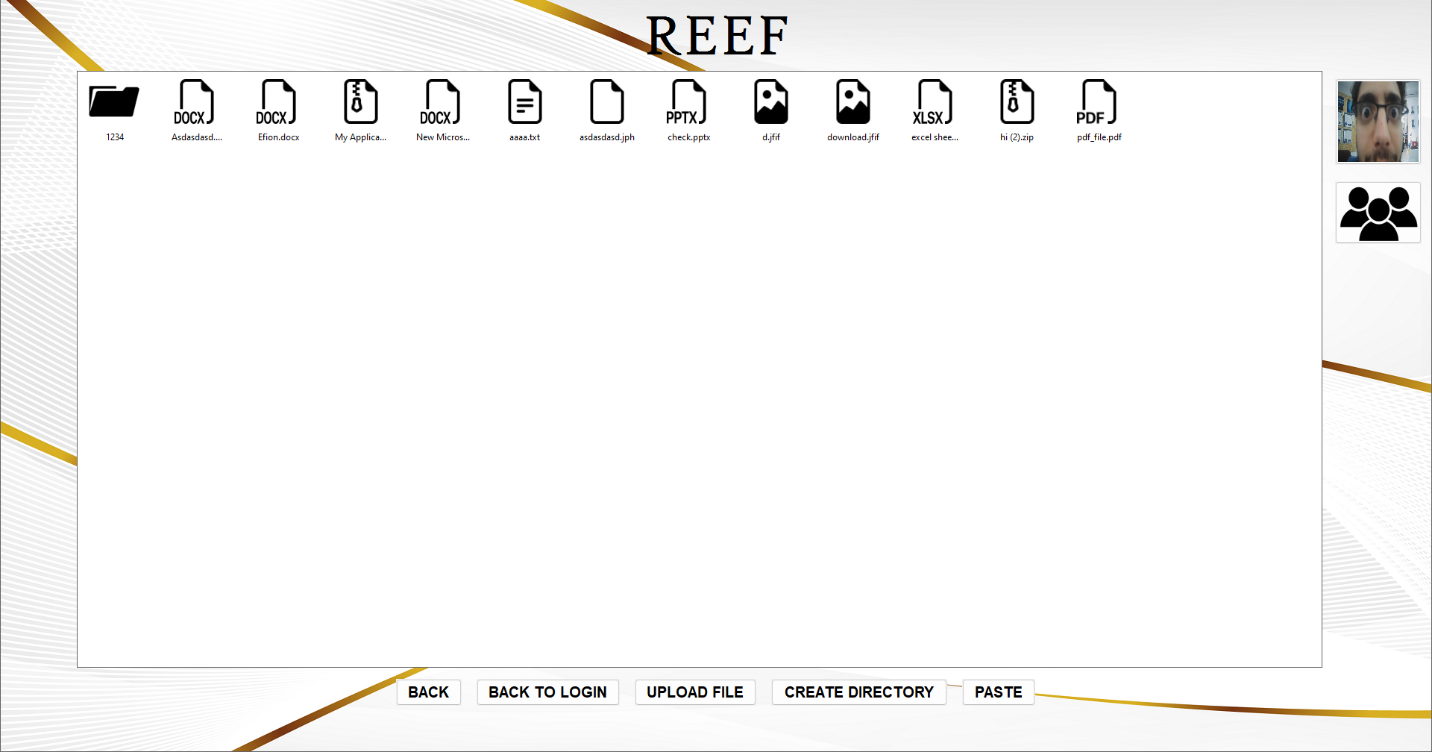 REEF
DOCX DOCX DOCX PPTX XLSX PDF
1234 Asdasdasd.... Efion.docx My Applica... New Micros... aaaa.txt asdasdasd.jph check.pptx d.jfif download.jfif excel shee... hi (2).zip pdf_file.pdf
BACK BACK TO LOGIN UPLOAD FILE CREATE DIRECTORY PASTE